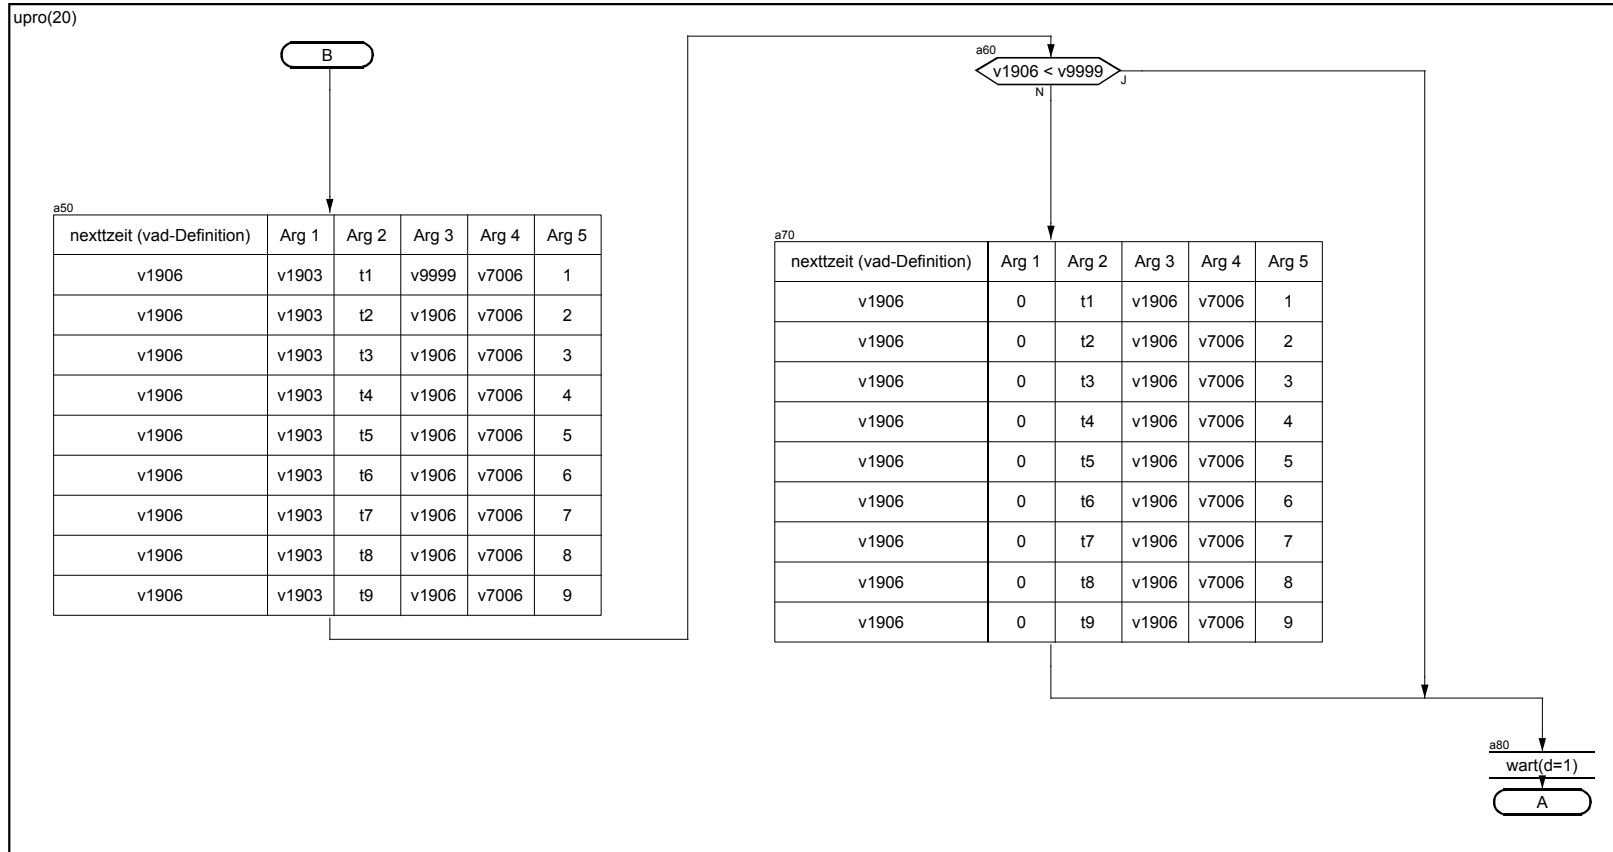 upro(20)
B
a50
nexttzeit (vad-Definition) Arg 1 Arg 2 Arg 3 Arg 4 Arg 5
v1906 v1903 t1 v9999 v7006 1
v1906 v1903 t2 v1906 v7006 2
v1906 v1903 t3 v1906 v7006 3
v1906 v1903 t4 v1906 v7006 4
v1906 v1903 t5 v1906 v7006 5
v1906 v1903 t6 v1906 v7006 6
v1906 v1903 t7 v1906 v7006 7
v1906 v1903 t8 v1906 v7006 8
v1906 v1903 t9 v1906 v7006 9
a60
v1906 < v9999
J
N
a70
nexttzeit (vad-Definition) Arg 1 Arg 2 Arg 3 Arg 4 Arg 5
v1906 0 t1 v1906 v7006 1
v1906 0 t2 v1906 v7006 2
v1906 0 t3 v1906 v7006 3
v1906 0 t4 v1906 v7006 4
v1906 0 t5 v1906 v7006 5
v1906 0 t6 v1906 v7006 6
v1906 0 t7 v1906 v7006 7
v1906 0 t8 v1906 v7006 8
v1906 0 t9 v1906 v7006 9
a80
wart(d=1)
A